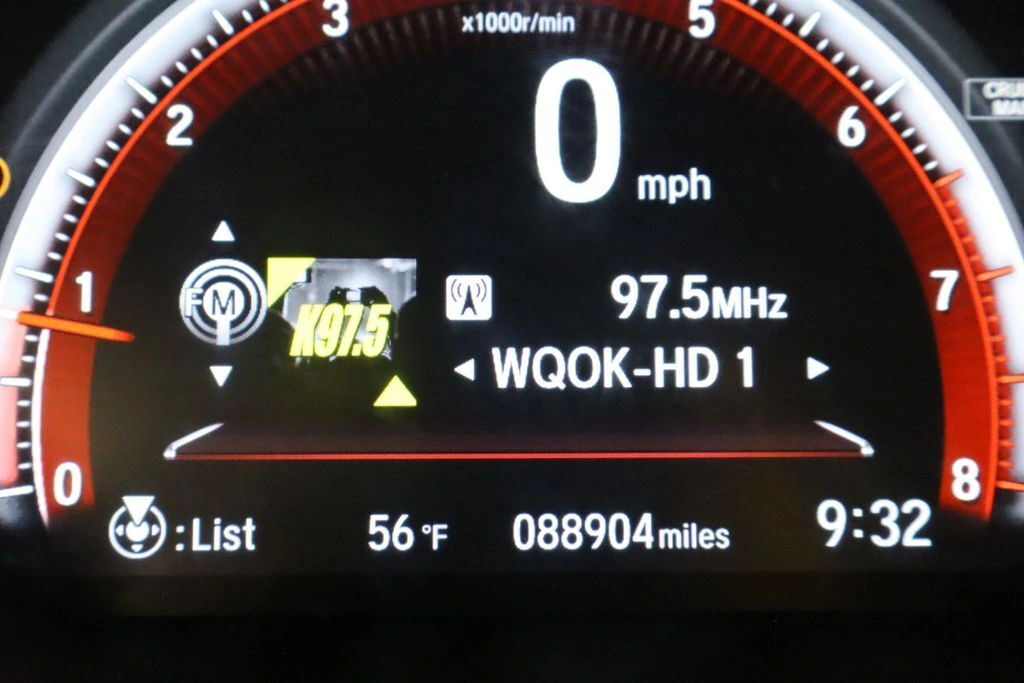 3 x1000r/min 5
2 6
0 mph
1 7
FM K97.5 97.5MHz
WQOK-HD 1
0 8
:List 56 °F 088904 miles 9:32